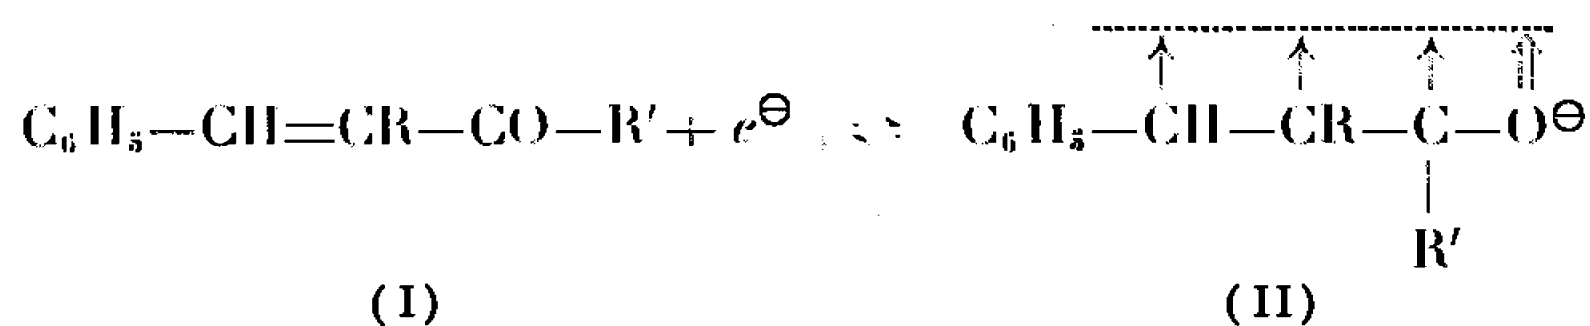 C₆H₅—CH=CR—CO—R′ + e⊖ ⇌ C₆H₅—CH—CR—C—O⊖
R′
(I) (II)